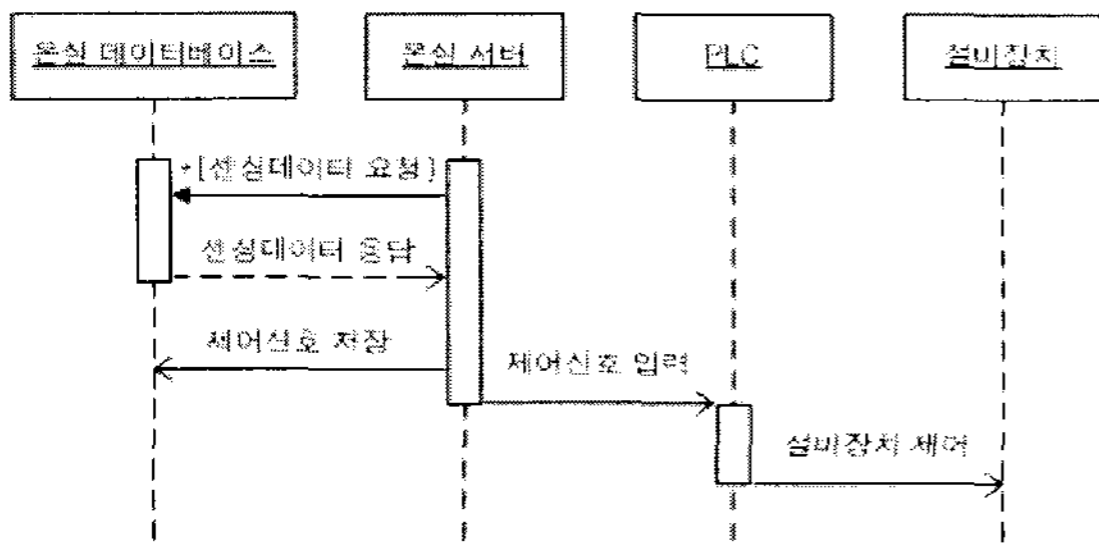 온실 데이터베이스
온실 서버
PLC
설비장치
*[센싱데이터 요청]
센싱데이터 응답
제어신호 저장
제어신호 입력
설비장치 제어